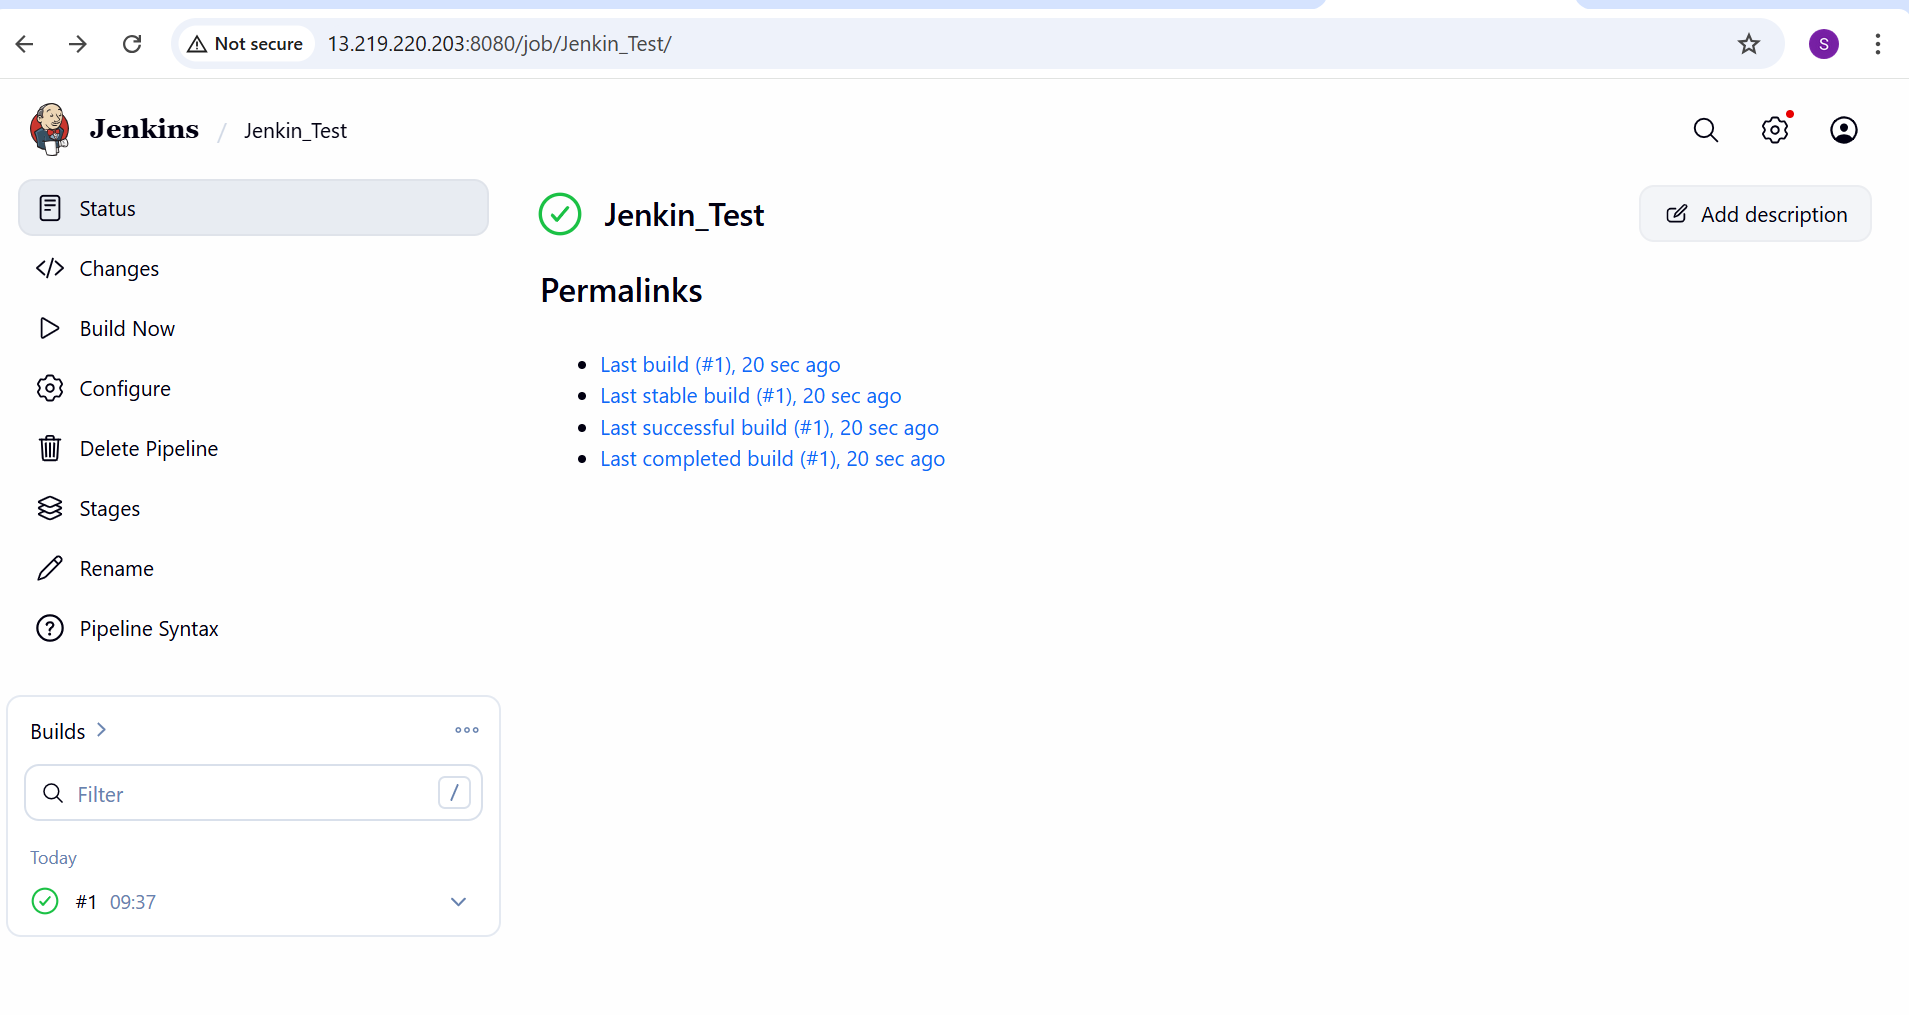 Not secure 13.219.220.203:8080/job/Jenkin_Test/
S
Jenkins / Jenkin_Test
Status
Changes
Build Now
Configure
Delete Pipeline
Stages
Rename
Pipeline Syntax
Builds
Filter /
Today
#1 09:37
Jenkin_Test
Add description
Permalinks
Last build (#1), 20 sec ago
Last stable build (#1), 20 sec ago
Last successful build (#1), 20 sec ago
Last completed build (#1), 20 sec ago